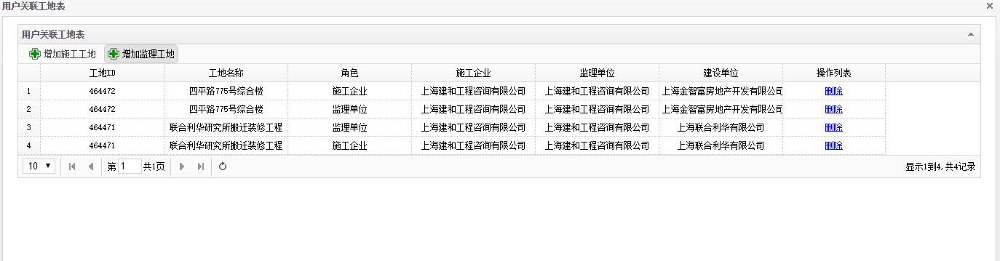 用户关联工地表
用户关联工地表
增加施工工地 增加监理工地
工地ID 工地名称 角色 施工企业 监理单位 建设单位 操作列表
1 464472 四平路775号综合楼 施工企业 上海建和工程咨询有限公司 上海建和工程咨询有限公司 上海金智富房地产开发有限公司 删除
2 464472 四平路775号综合楼 监理单位 上海建和工程咨询有限公司 上海建和工程咨询有限公司 上海金智富房地产开发有限公司 删除
3 464471 联合利华研究所搬迁装修工程 监理单位 上海建和工程咨询有限公司 上海建和工程咨询有限公司 上海联合利华有限公司 删除
4 464471 联合利华研究所搬迁装修工程 施工企业 上海建和工程咨询有限公司 上海建和工程咨询有限公司 上海联合利华有限公司 删除
10 第 1 共1页 显示1到4,共4记录